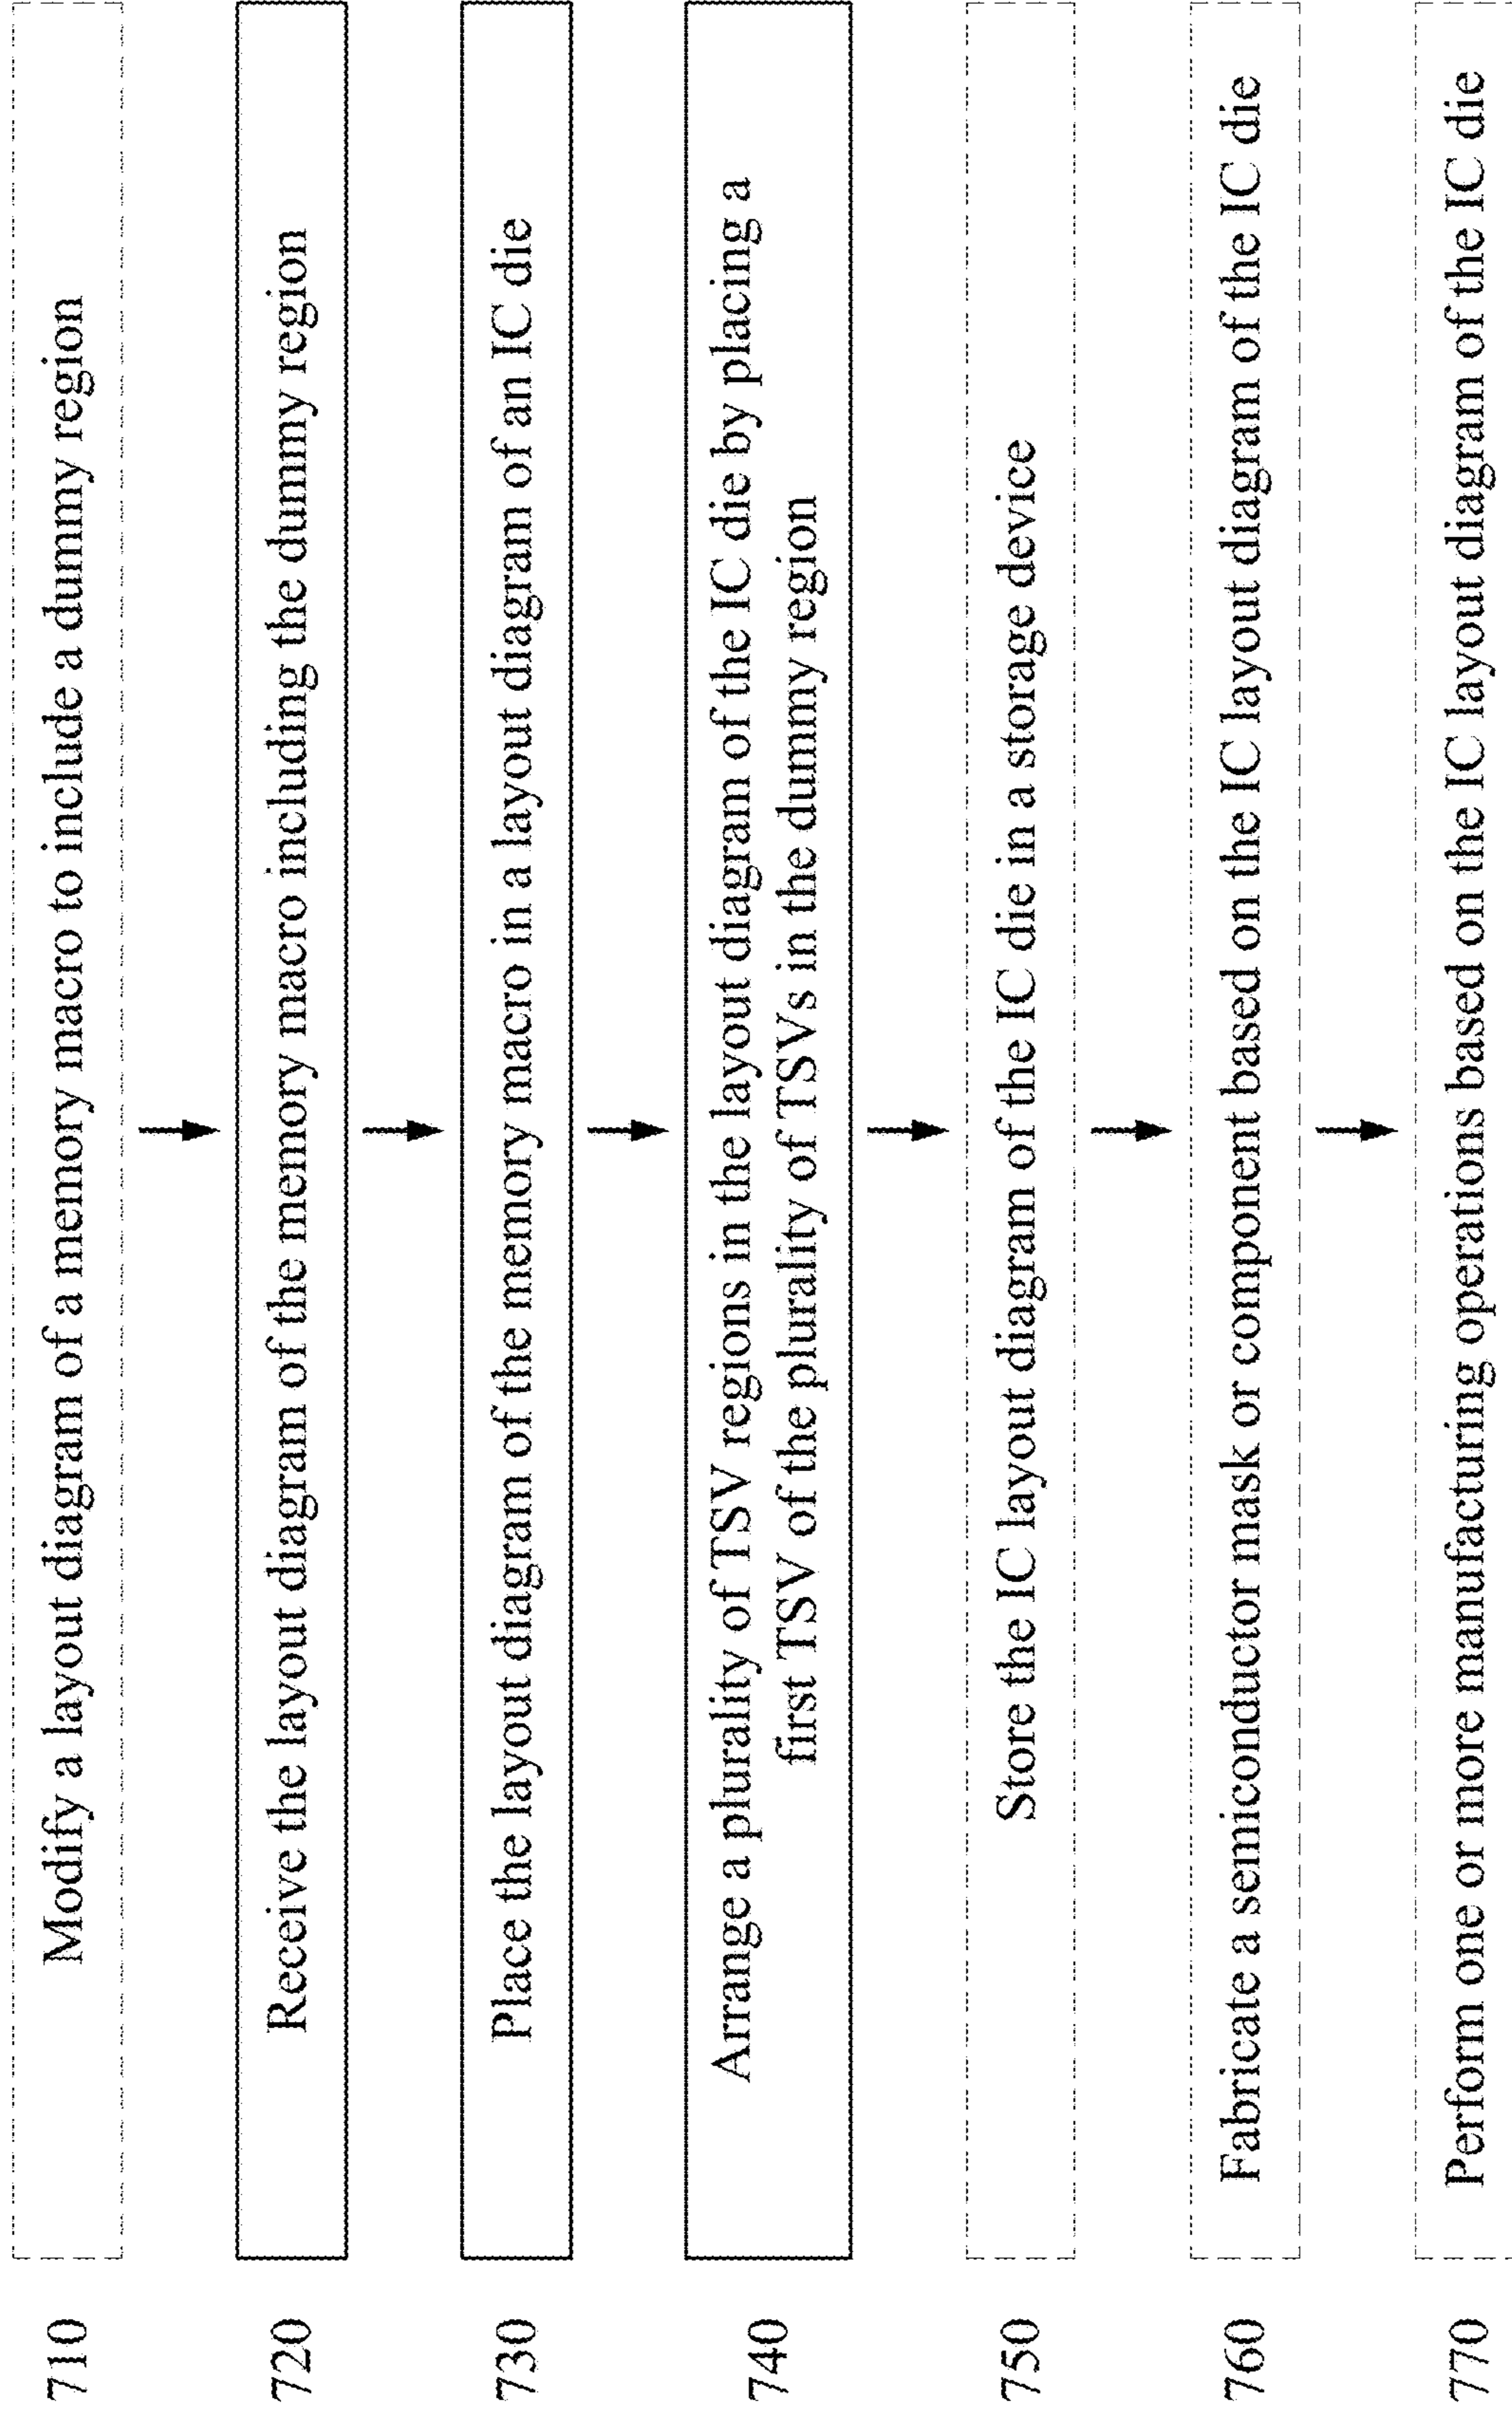 710
Modify a layout diagram of a memory macro to include a dummy region
720
Receive the layout diagram of the memory macro including the dummy region
730
Place the layout diagram of the memory macro in a layout diagram of an IC die
740
Arrange a plurality of TSV regions in the layout diagram of the IC die by placing a
first TSV of the plurality of TSVs in the dummy region
750
Store the IC layout diagram of the IC die in a storage device
760
Fabricate a semiconductor mask or component based on the IC layout diagram of the IC die
770
Perform one or more manufacturing operations based on the IC layout diagram of the IC die